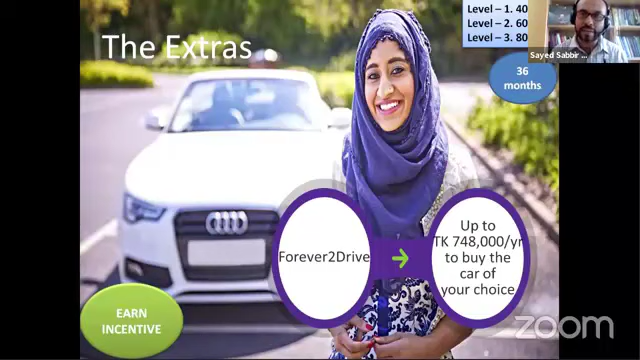 The Extras
Level – 1. 40
Level – 2. 60
Level – 3. 80
Sayed Sabbir ...
36
months
Forever2Drive
Up to
TK 748,000/yr
to buy the
car of
your choice
EARN
INCENTIVE
zoom